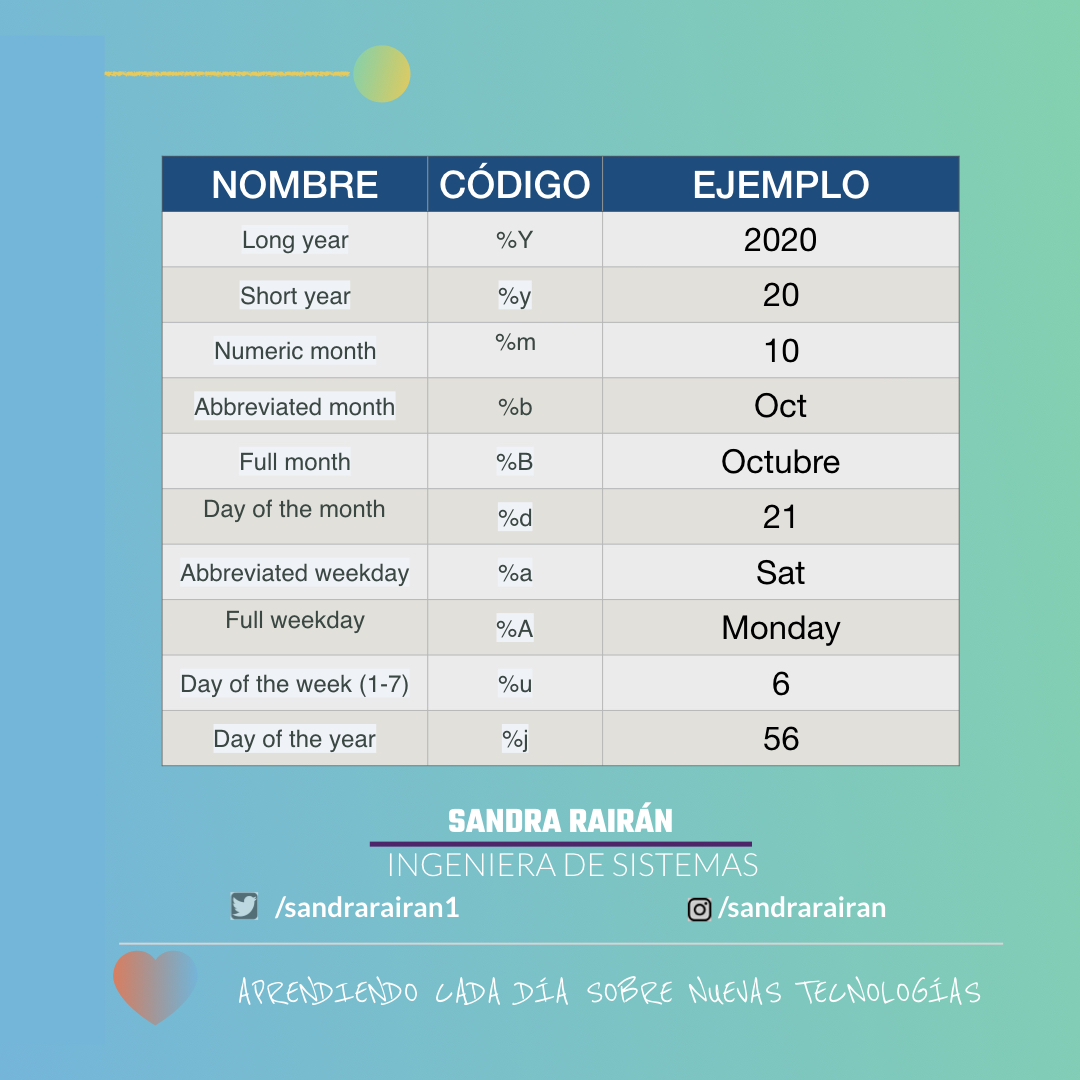 NOMBRE CÓDIGO EJEMPLO
Long year %Y 2020
Short year %y 20
Numeric month %m 10
Abbreviated month %b Oct
Full month %B Octubre
Day of the month %d 21
Abbreviated weekday %a Sat
Full weekday %A Monday
Day of the week (1-7) %u 6
Day of the year %j 56
SANDRA RAIRÁN
INGENIERA DE SISTEMAS
/sandrarairan1 /sandrarairan
APRENDIENDO CADA DÍA SOBRE NUEVAS TECNOLOGÍAS